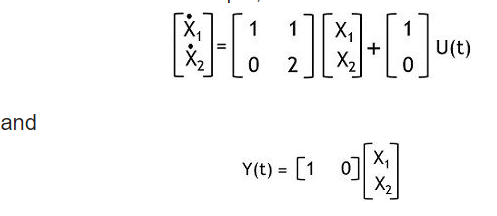 [Ẋ₁ Ẋ₂] = [1 1 0 2] [X₁ X₂] + [1 0] U(t)
and
Y(t) = [1 0] [X₁ X₂]